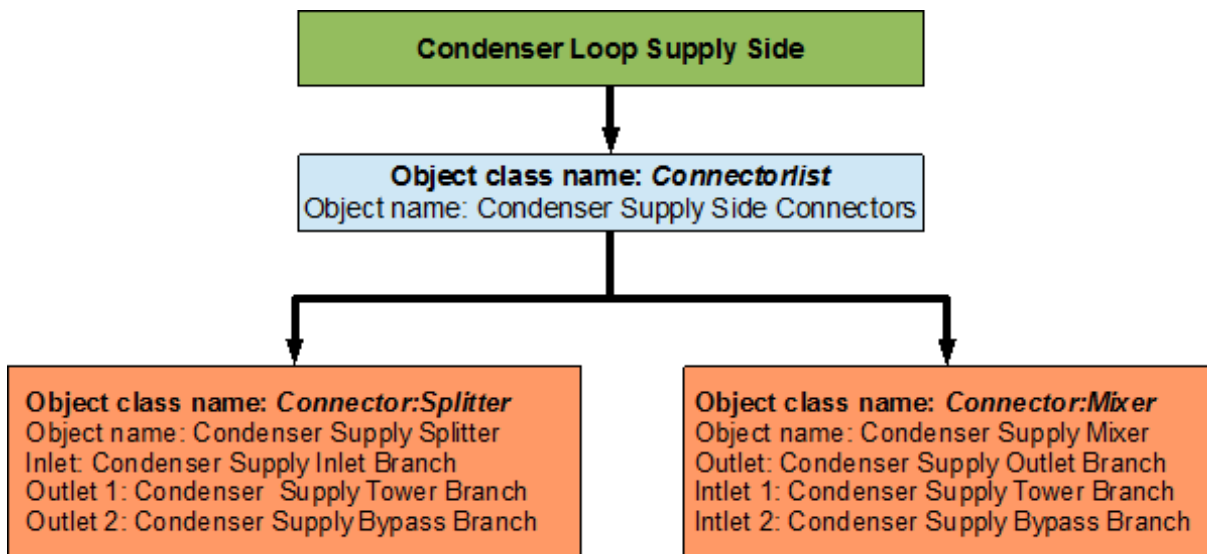 Condenser Loop Supply Side
Object class name: Connectorlist
Object name: Condenser Supply Side Connectors
Object class name: Connector:Splitter
Object name: Condenser Supply Splitter
Inlet: Condenser Supply Inlet Branch
Outlet 1: Condenser Supply Tower Branch
Outlet 2: Condenser Supply Bypass Branch
Object class name: Connector:Mixer
Object name: Condenser Supply Mixer
Outlet: Condenser Supply Outlet Branch
Intlet 1: Condenser Supply Tower Branch
Intlet 2: Condenser Supply Bypass Branch